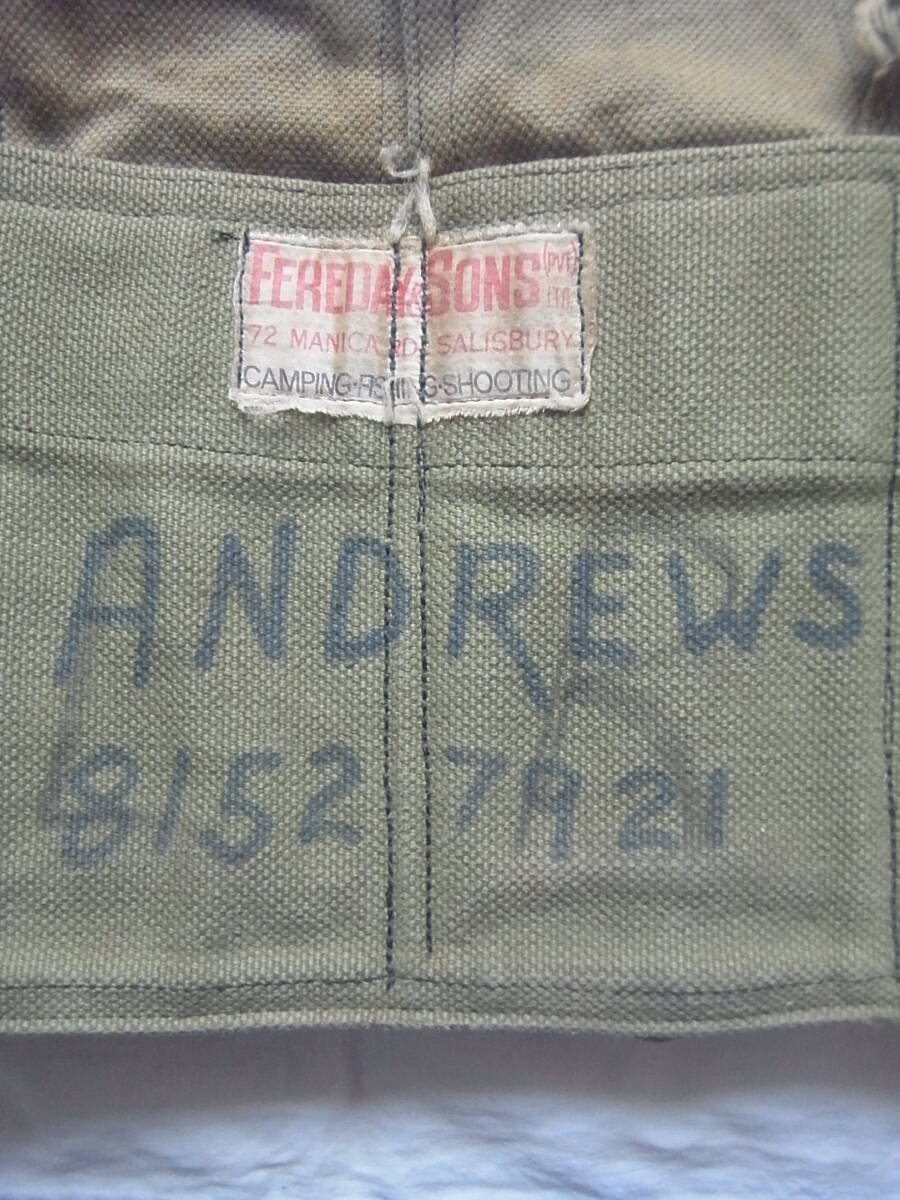 FEREDAY & SONS (PVT) LTD.
72 MANICA RD. SALISBURY
CAMPING·FISHING·SHOOTING
ANDREWS
8152 7921